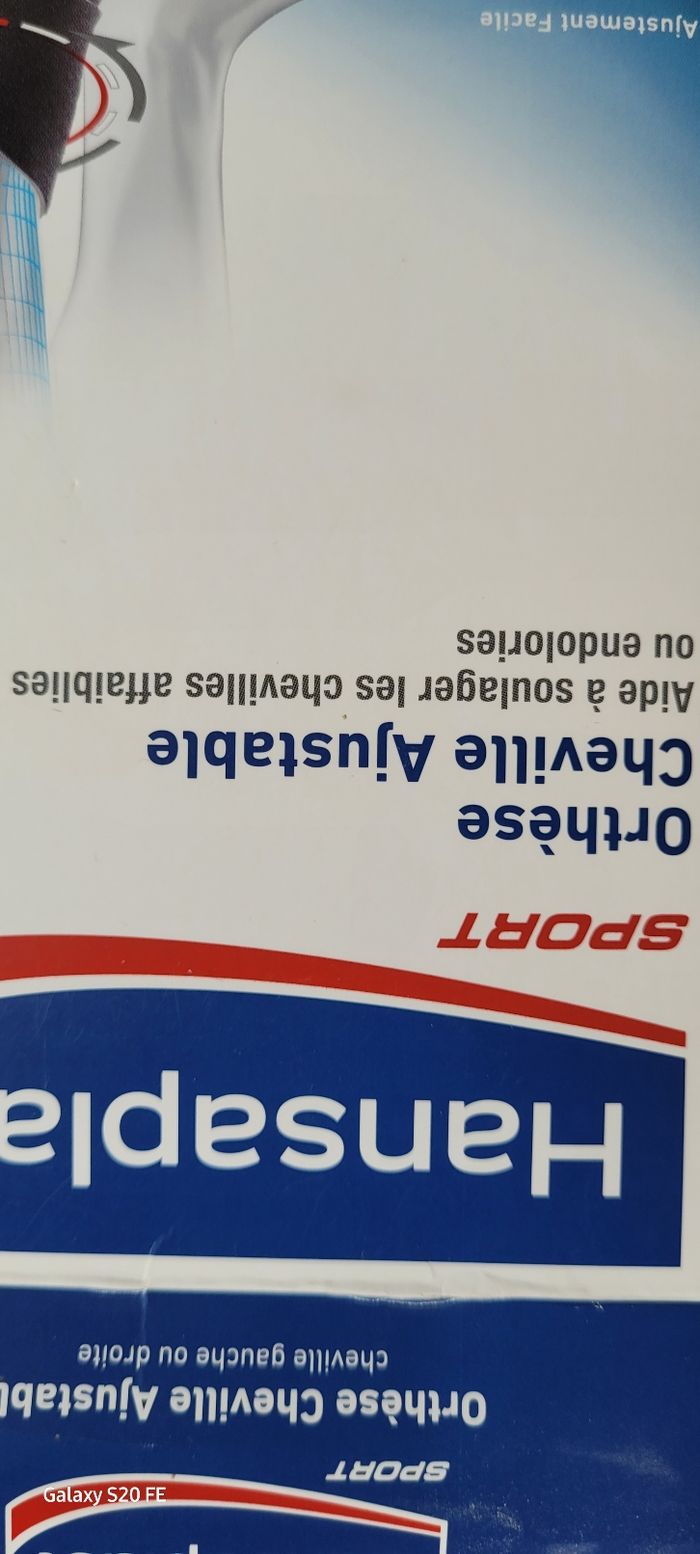 Hansapla
SPORT
Orthèse
Cheville Ajustable
Aide à soulager les chevilles affaiblies
ou endolories
Ajustement Facile
SPORT
Orthèse Cheville Ajustabl
cheville gauche ou droite
Galaxy S20 FE